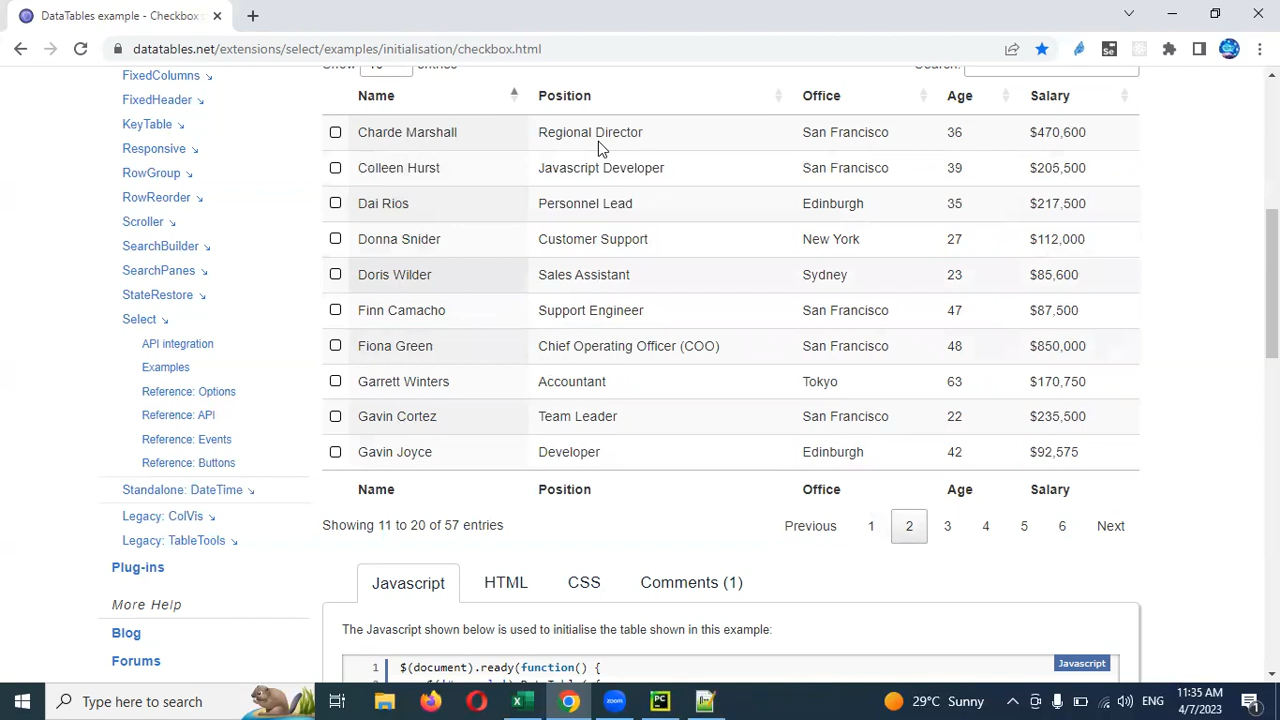 DataTables example - Checkbox
datatables.net/extensions/select/examples/initialisation/checkbox.html
FixedColumns ↘
FixedHeader ↘
KeyTable ↘
Responsive ↘
RowGroup ↘
RowReorder ↘
Scroller ↘
SearchBuilder ↘
SearchPanes ↘
StateRestore ↘
Select ↘
API integration
Examples
Reference: Options
Reference: API
Reference: Events
Reference: Buttons
Standalone: DateTime ↘
Legacy: ColVis ↘
Legacy: TableTools ↘
Plug-ins
More Help
Blog
Forums
Show 10 entries Search:
Name Position Office Age Salary
Charde Marshall Regional Director San Francisco 36 $470,600
Colleen Hurst Javascript Developer San Francisco 39 $205,500
Dai Rios Personnel Lead Edinburgh 35 $217,500
Donna Snider Customer Support New York 27 $112,000
Doris Wilder Sales Assistant Sydney 23 $85,600
Finn Camacho Support Engineer San Francisco 47 $87,500
Fiona Green Chief Operating Officer (COO) San Francisco 48 $850,000
Garrett Winters Accountant Tokyo 63 $170,750
Gavin Cortez Team Leader San Francisco 22 $235,500
Gavin Joyce Developer Edinburgh 42 $92,575
Name Position Office Age Salary
Showing 11 to 20 of 57 entries Previous 1 2 3 4 5 6 Next
Javascript HTML CSS Comments (1)
The Javascript shown below is used to initialise the table shown in this example:
1 $(document).ready(function() { Javascript
Type here to search
29°C Sunny ENG 11:35 AM
4/7/2023 1